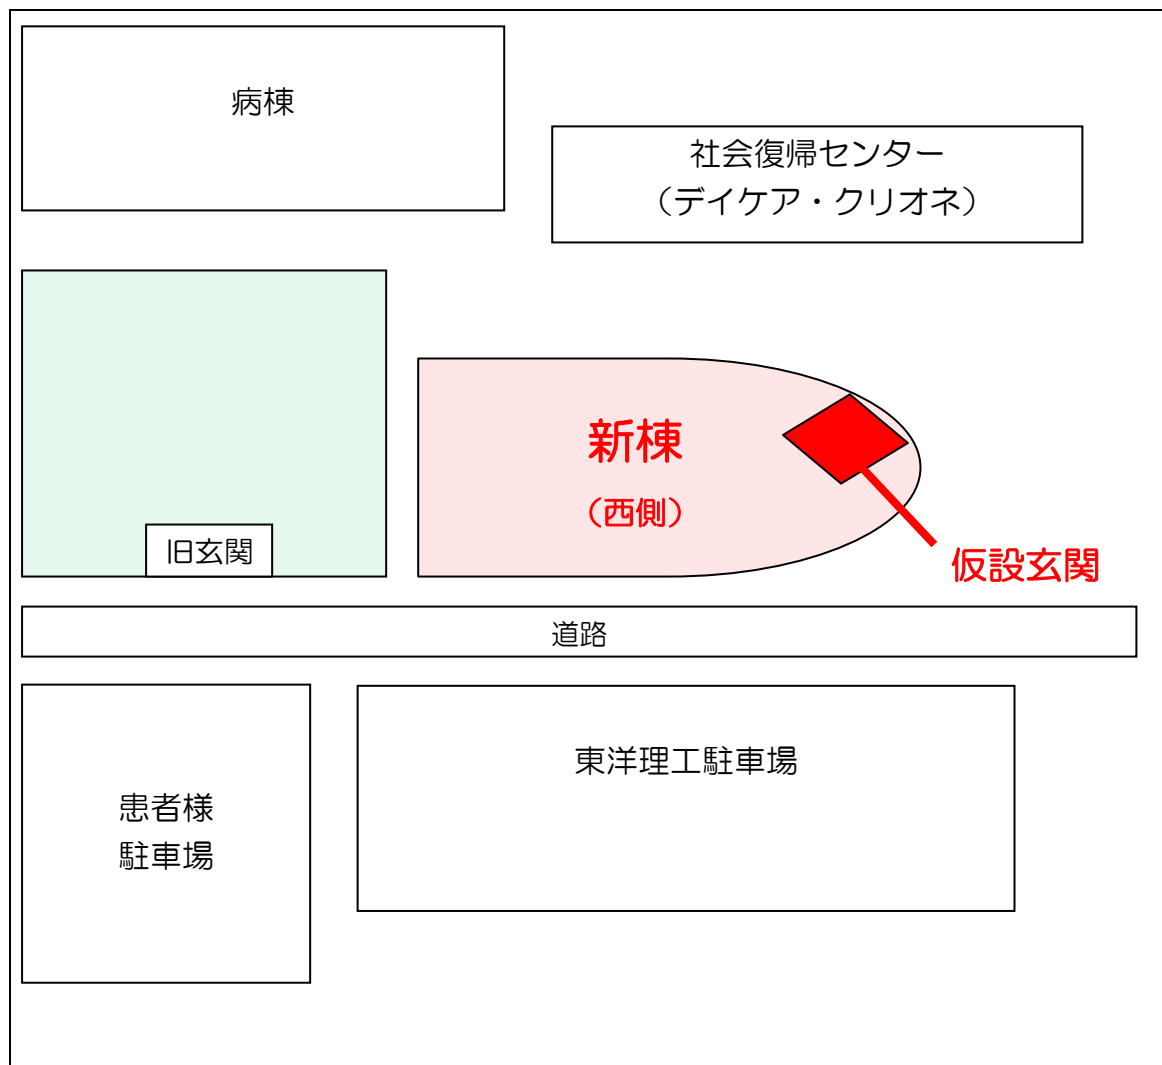 病棟
社会復帰センター
（デイケア・クリオネ）
新棟
（西側）
旧玄関
仮設玄関
道路
東洋理工駐車場
患者様
駐車場